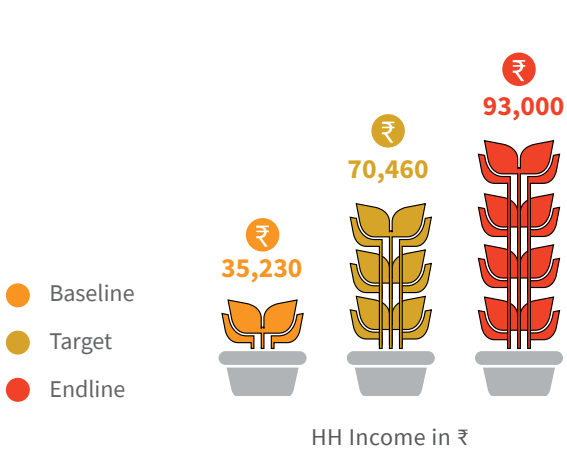 ₹
93,000
₹
70,460
₹
35,230
Baseline
Target
Endline
HH Income in ₹